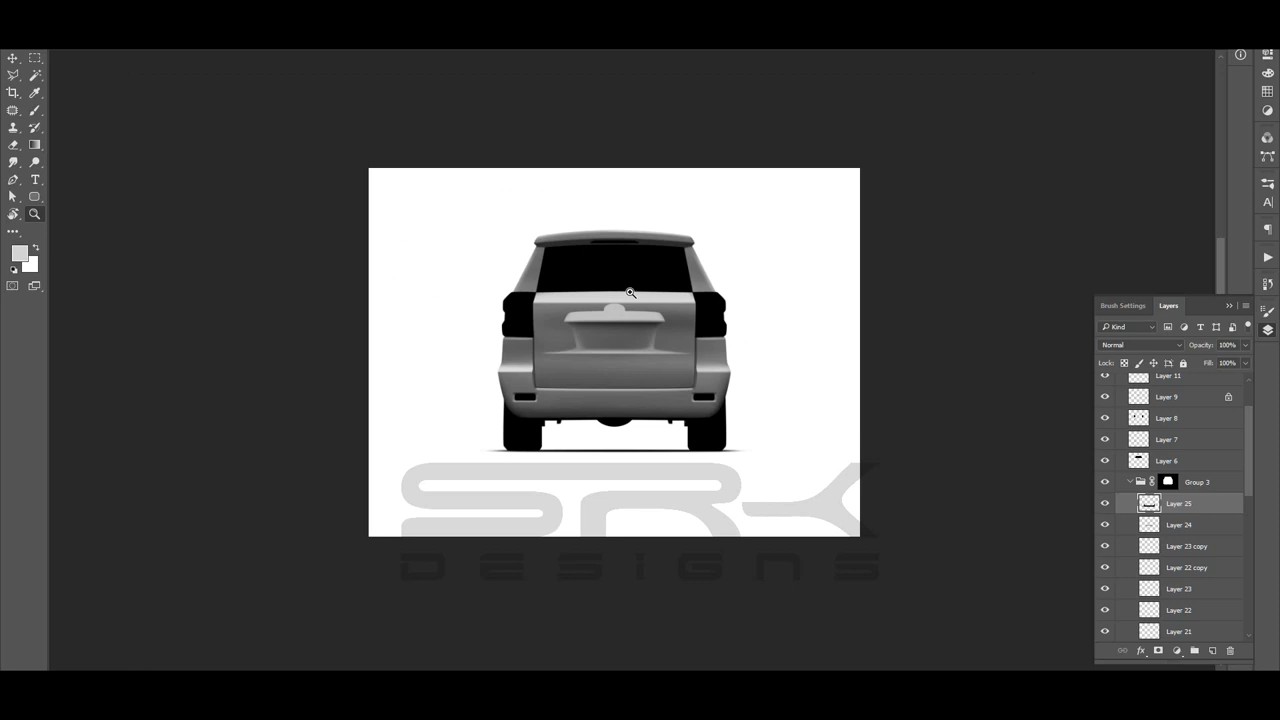 Brush Settings
Layers
Kind
Normal
Opacity: 100%
Lock:
Fill: 100%
Layer 11
Layer 9
Layer 8
Layer 7
Layer 6
Group 3
Layer 25
Layer 24
Layer 23 copy
Layer 22 copy
Layer 23
Layer 22
Layer 21
SRK
DESIGNS